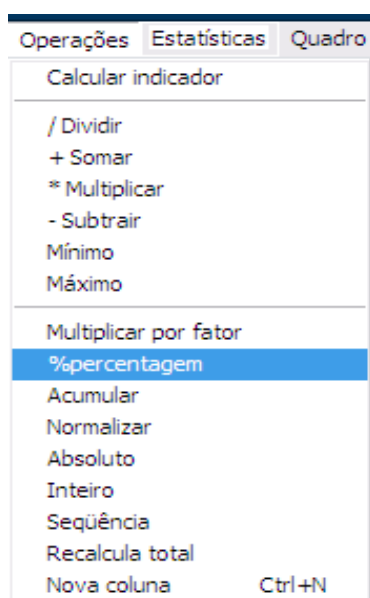 Operações Estatísticas Quadro
Calcular indicador
/ Dividir
+ Somar
* Multiplicar
- Subtrair
Mínimo
Máximo
Multiplicar por fator
%percentagem
Acumular
Normalizar
Absoluto
Inteiro
Seqüência
Recalcula total
Nova coluna Ctrl+N